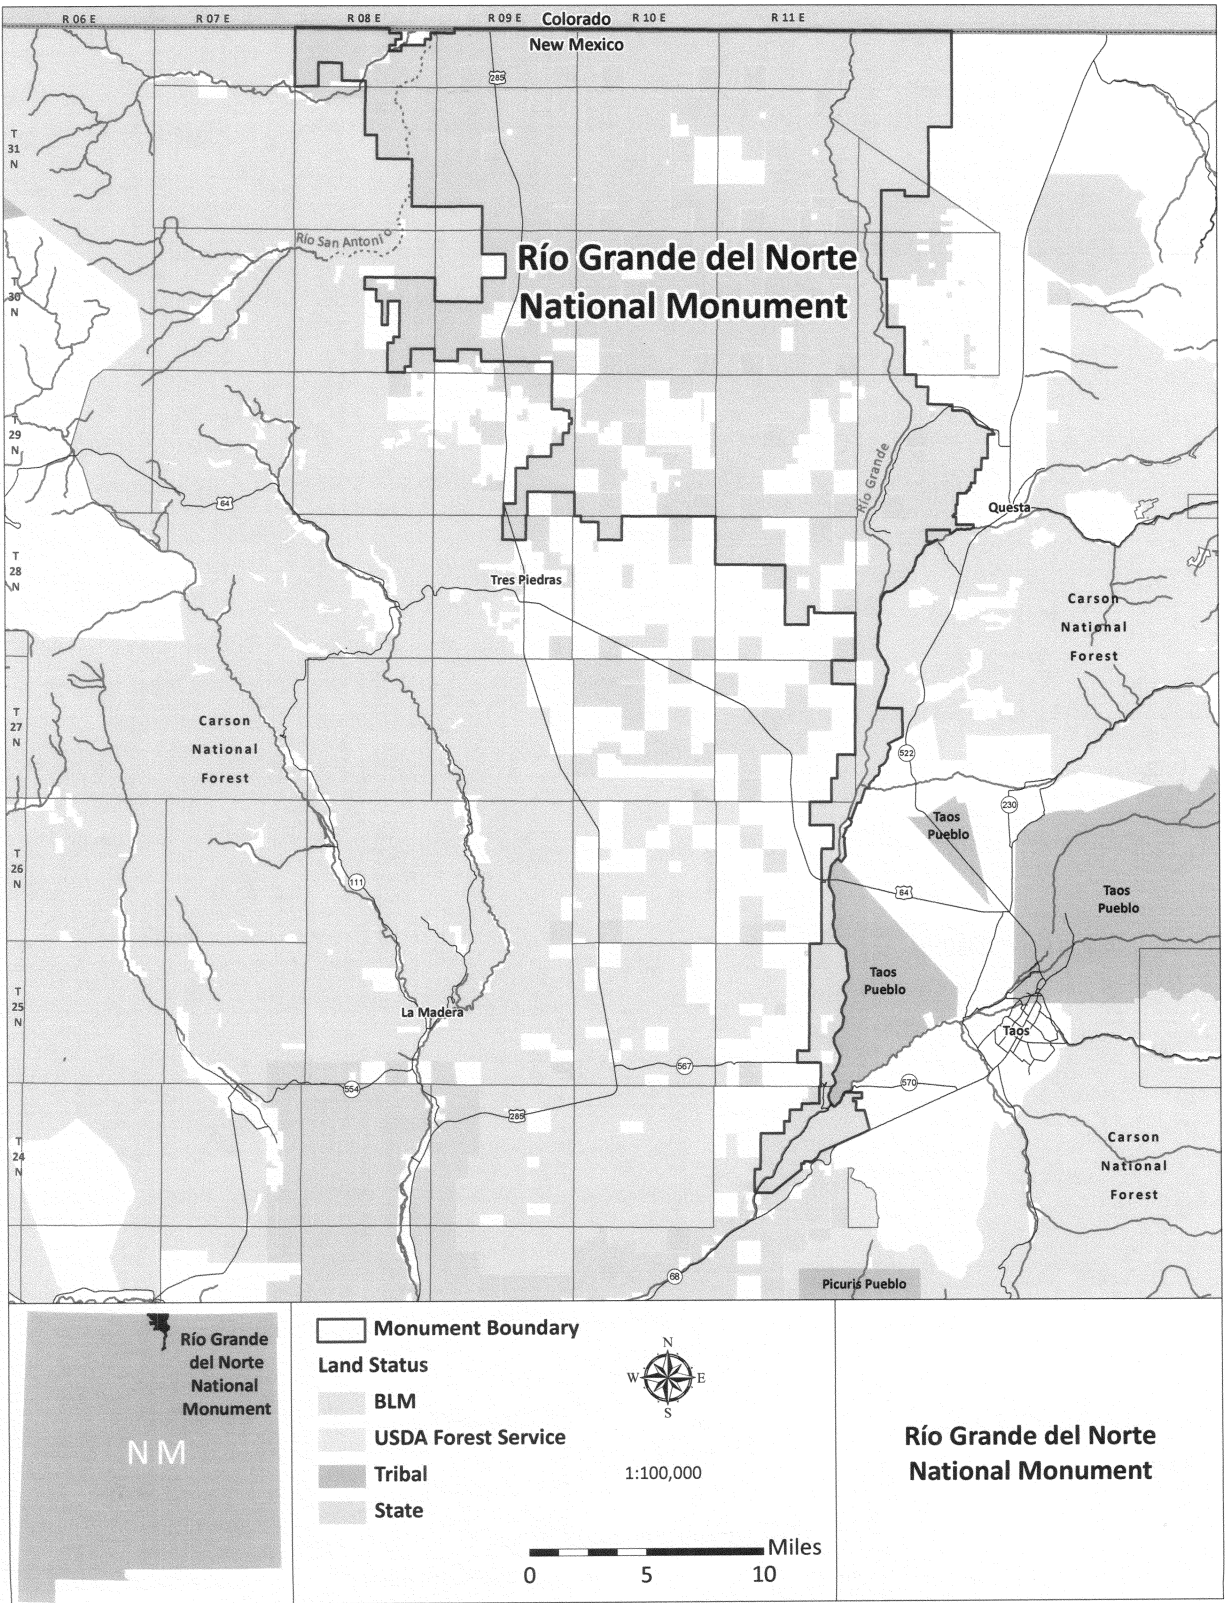 R 06 E
R 07 E
R 08 E
R 09 E
Colorado
R 10 E
R 11 E
New Mexico
285
T
31
N
Río San Antonio
Río Grande del Norte
National Monument
T
30
N
T
29
N
Río Grande
64
Questa
T
28
N
Tres Piedras
Carson
National
Forest
T
27
N
Carson
National
Forest
522
230
Taos
Pueblo
T
26
N
111
64
Taos
Pueblo
Taos
Pueblo
T
25
N
La Madera
Taos
567
554
570
285
T
24
N
Carson
National
Forest
68
Picuris Pueblo
Río Grande
del Norte
National
Monument
NM
Monument Boundary
Land Status
BLM
USDA Forest Service
Tribal
State
N
W
E
S
1:100,000
Miles
0
5
10
Río Grande del Norte
National Monument